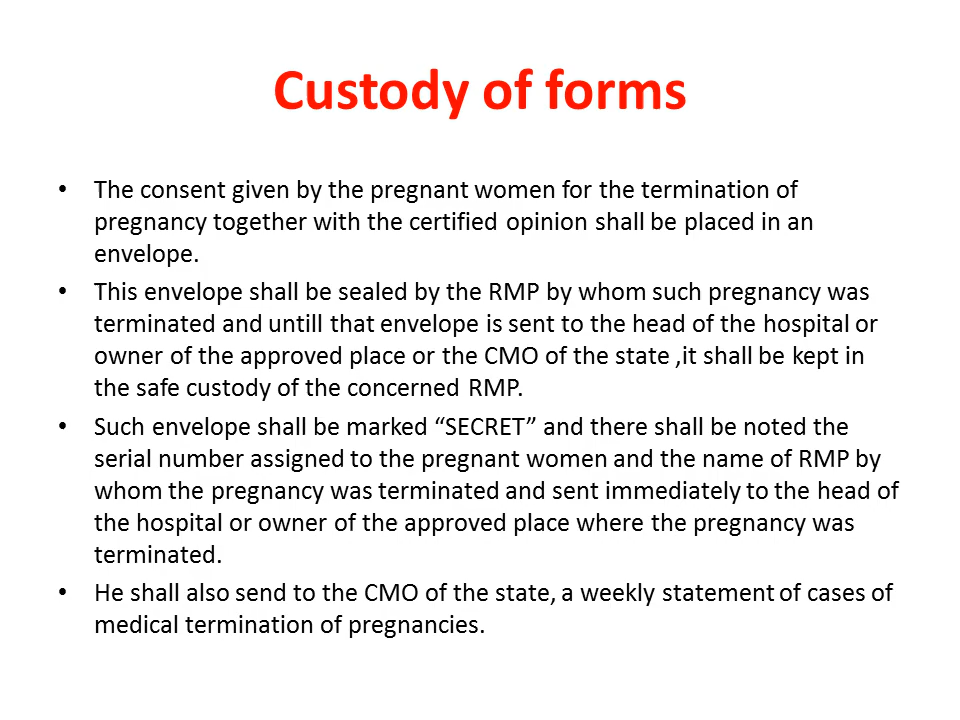 Custody of forms
• The consent given by the pregnant women for the termination of
pregnancy together with the certified opinion shall be placed in an
envelope.
• This envelope shall be sealed by the RMP by whom such pregnancy was
terminated and untill that envelope is sent to the head of the hospital or
owner of the approved place or the CMO of the state ,it shall be kept in
the safe custody of the concerned RMP.
• Such envelope shall be marked “SECRET” and there shall be noted the
serial number assigned to the pregnant women and the name of RMP by
whom the pregnancy was terminated and sent immediately to the head of
the hospital or owner of the approved place where the pregnancy was
terminated.
• He shall also send to the CMO of the state, a weekly statement of cases of
medical termination of pregnancies.